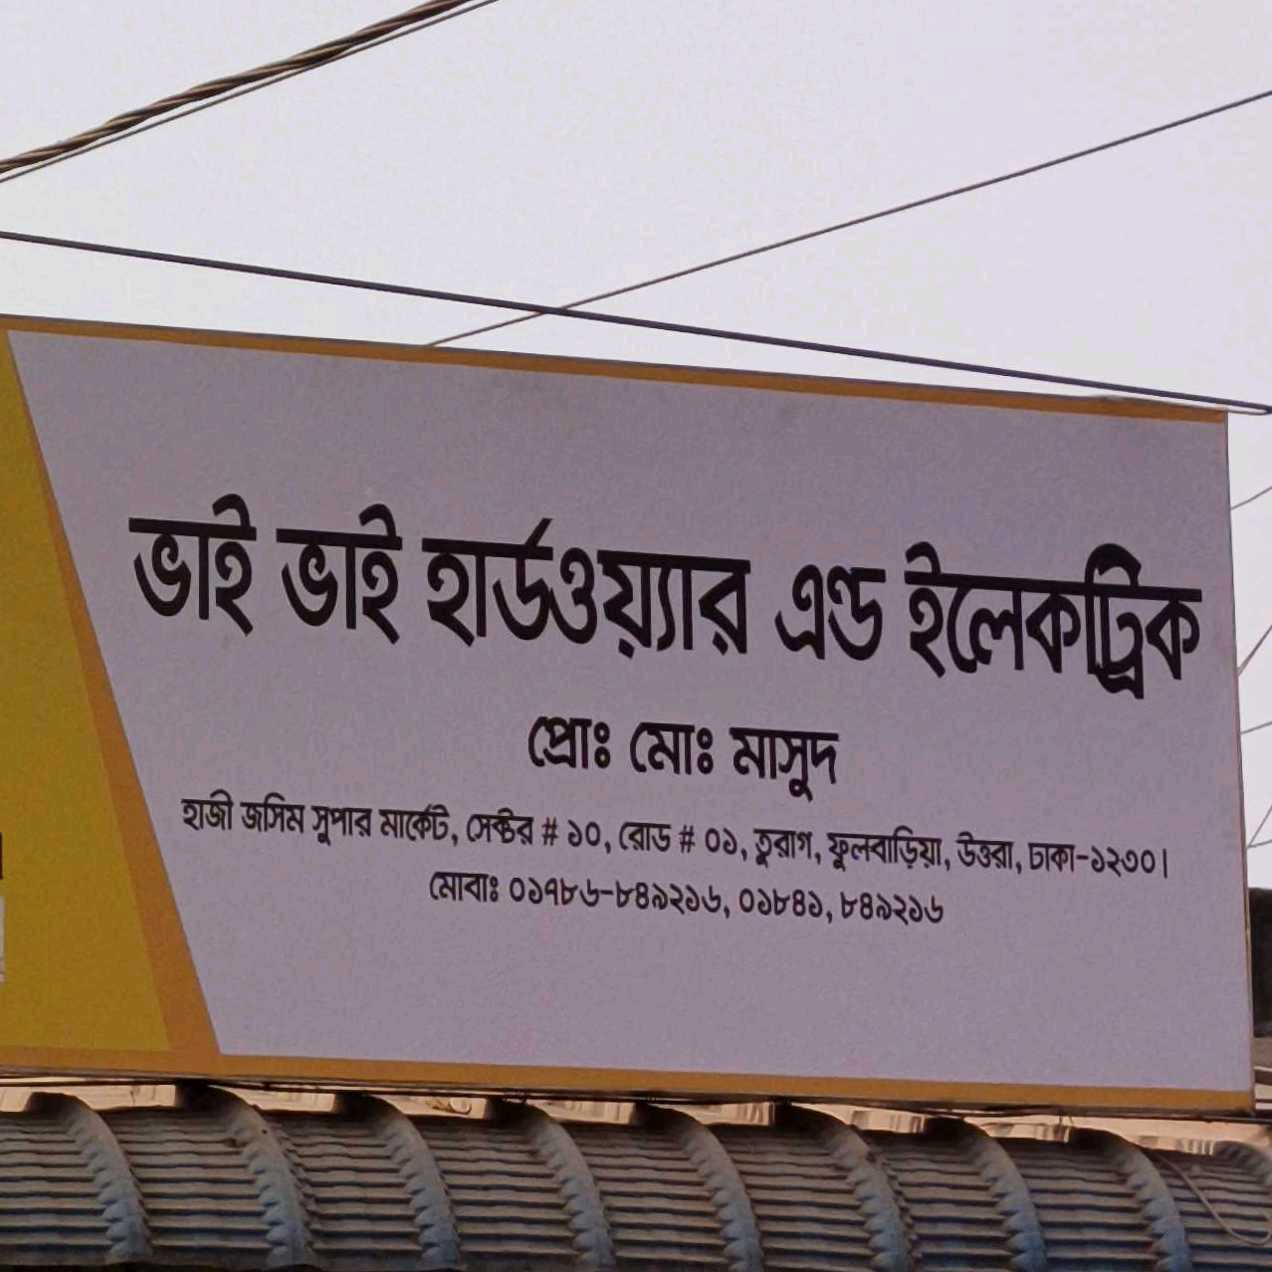 ভাই ভাই হার্ডওয়্যার এন্ড ইলেকট্রিক
প্রোঃ মোঃ মাসুদ
হাজী জসিম সুপার মার্কেট, সেক্টর # ১০, রোড # ০১, তুরাগ, ফুলবাড়িয়া, উত্তরা, ঢাকা-১২৩০।
মোবাঃ ০১৭৮৬-৮৪৯২১৬, ০১৮৪১, ৮৪৯২১৬